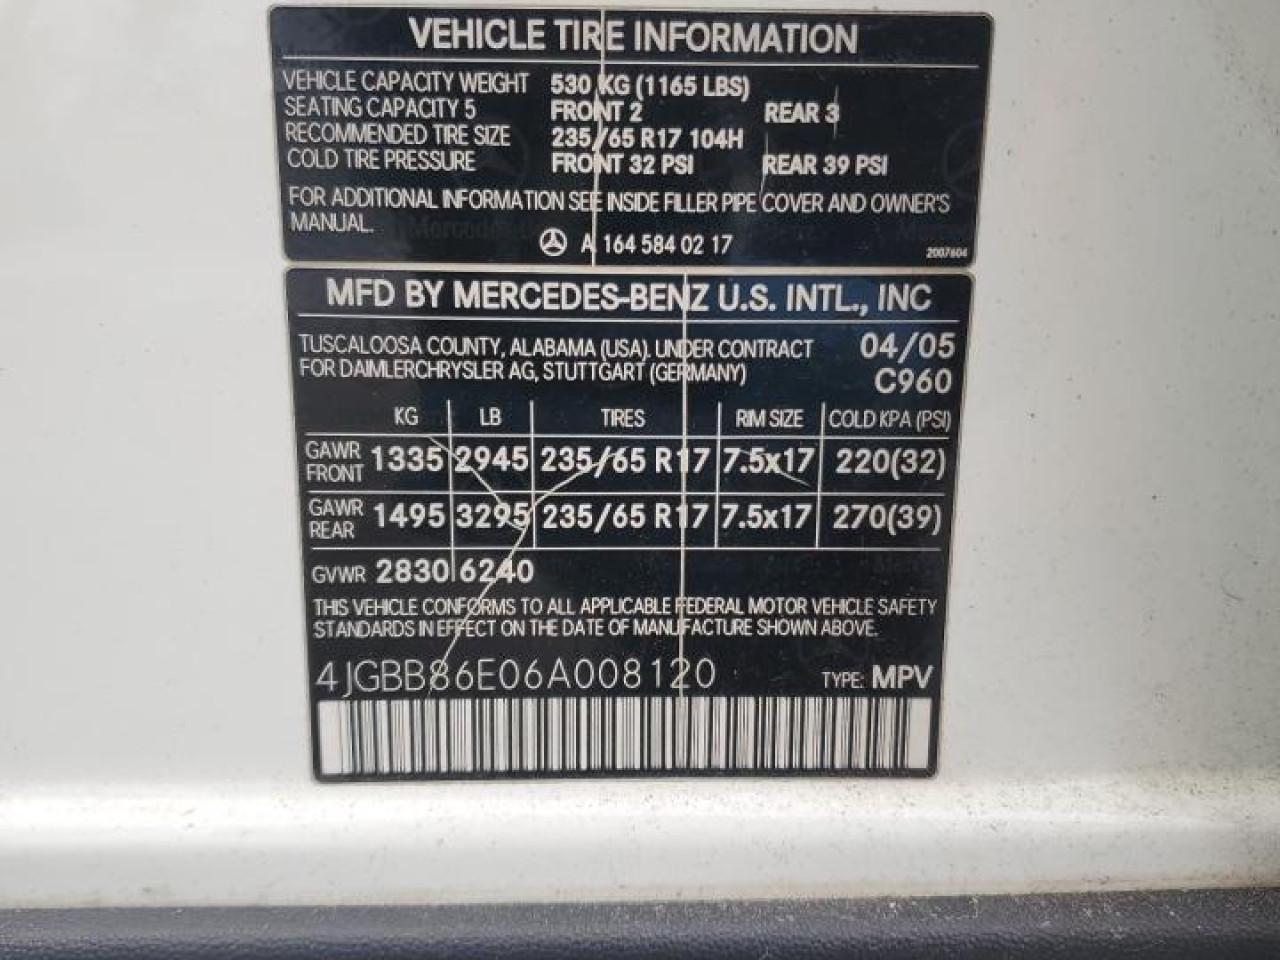 VEHICLE TIRE INFORMATION
VEHICLE CAPACITY WEIGHT 530 KG (1165 LBS)
SEATING CAPACITY 5 FRONT 2 REAR 3
RECOMMENDED TIRE SIZE 235/65 R17 104H
COLD TIRE PRESSURE FRONT 32 PSI REAR 39 PSI
FOR ADDITIONAL INFORMATION SEE INSIDE FILLER PIPE COVER AND OWNER'S
MANUAL.
A 164 584 02 17
2007604
MFD BY MERCEDES-BENZ U.S. INTL., INC
TUSCALOOSA COUNTY, ALABAMA (USA). UNDER CONTRACT 04/05
FOR DAIMLERCHRYSLER AG, STUTTGART (GERMANY) C960
KG LB TIRES RIM SIZE COLD KPA (PSI)
GAWR FRONT 1335 2945 235/65 R17 7.5x17 220(32)
GAWR REAR 1495 3295 235/65 R17 7.5x17 270(39)
GVWR 2830 6240
THIS VEHICLE CONFORMS TO ALL APPLICABLE FEDERAL MOTOR VEHICLE SAFETY
STANDARDS IN EFFECT ON THE DATE OF MANUFACTURE SHOWN ABOVE.
4JGBB86E06A008120 TYPE: MPV